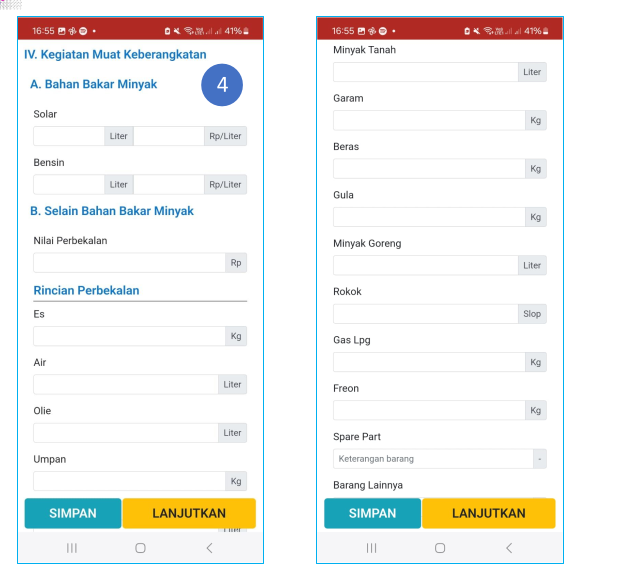 16:55
41%
IV. Kegiatan Muat Keberangkatan
A. Bahan Bakar Minyak
4
Solar
Liter Rp/Liter
Bensin
Liter Rp/Liter
B. Selain Bahan Bakar Minyak
Nilai Perbekalan
Rp
Rincian Perbekalan
Es
Kg
Air
Liter
Olie
Liter
Umpan
Kg
SIMPAN LANJUTKAN
Liter
16:55
41%
Minyak Tanah
Liter
Garam
Kg
Beras
Kg
Gula
Kg
Minyak Goreng
Liter
Rokok
Slop
Gas Lpg
Kg
Freon
Kg
Spare Part
Keterangan barang -
Barang Lainnya
SIMPAN LANJUTKAN